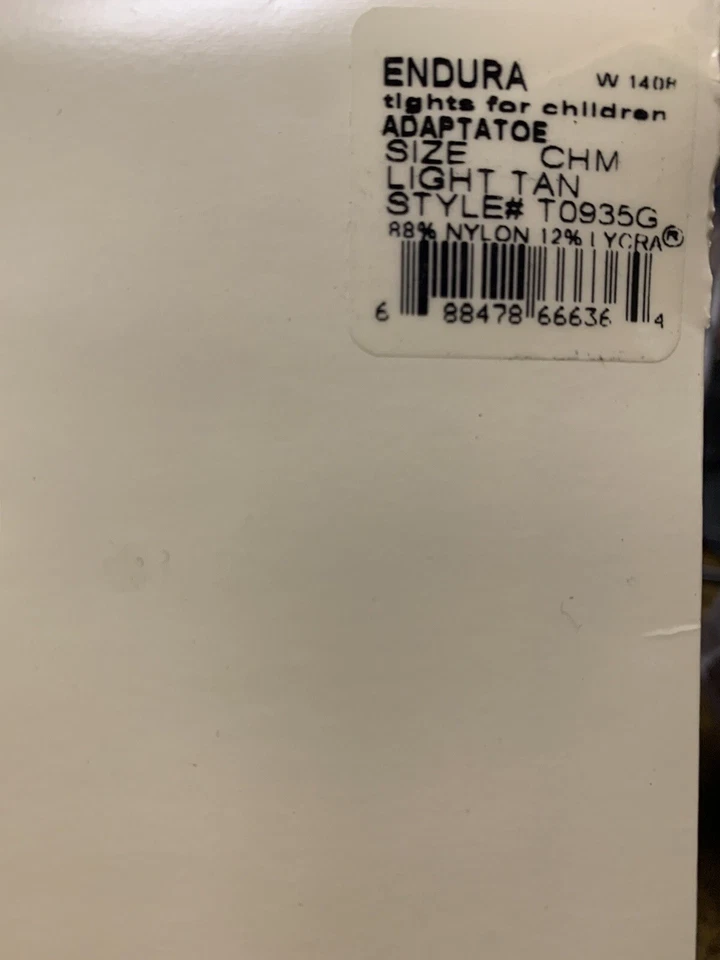 ENDURA
tights for children
ADAPTATOE
SIZE CHM
LIGHT TAN
STYLE# T0935G
88% NYLON 12% LYCRA®
6 88478 66636 4